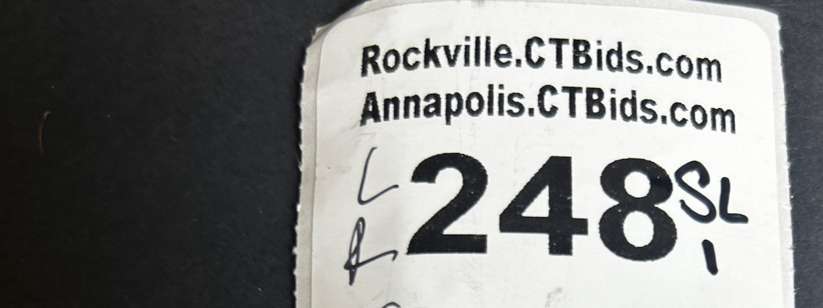 Rockville.CTBids.com
Annapolis.CTBids.com
L 248 SL
R 1